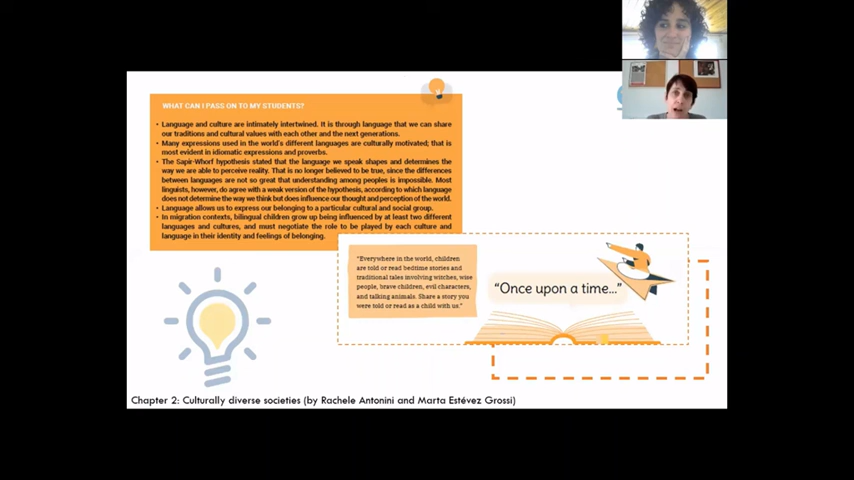 WHAT CAN I PASS ON TO MY STUDENTS?
• Language and culture are intimately intertwined. It is through language that we can share
our traditions and cultural values with each other and the next generations.
• Many expressions used in the world's different languages are culturally motivated; that is
most evident in idiomatic expressions and proverbs.
• The Sapir-Whorf hypothesis stated that the language we speak shapes and determines the
way we are able to perceive reality. That is no longer believed to be true, since the differences
between languages are not so great that understanding among peoples is impossible. Most
linguists, however, do agree with a weak version of the hypothesis, according to which language
does not determine the way we think but does influence our thought and perception of the world.
• Language allows us to express our belonging to a particular cultural and social group.
• In migration contexts, bilingual children grow up being influenced by at least two different
languages and cultures, and must negotiate the role to be played by each culture and
language in their identity and feelings of belonging.
"Everywhere in the world, children
are told or read bedtime stories and
traditional tales involving witches, wise
people, brave children, evil characters,
and talking animals. Share a story you
were told or read as a child with us."
"Once upon a time..."
Chapter 2: Culturally diverse societies (by Rachele Antonini and Marta Estévez Grossi)